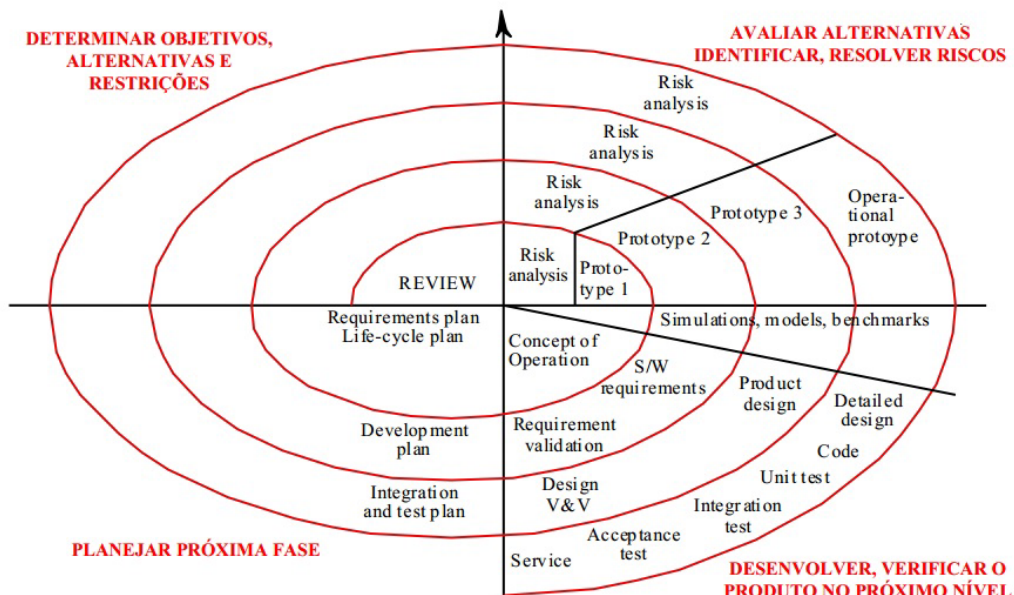 DETERMINAR OBJETIVOS,
ALTERNATIVAS E
RESTRIÇÕES
AVALIAR ALTERNATIVAS
IDENTIFICAR, RESOLVER RISCOS
Risk
analysis
Risk
analysis
Risk
analysis
Risk
analysis
Proto-
type 1
Prototype 2
Prototype 3
Opera-
tional
protoype
REVIEW
Requirements plan
Life-cycle plan
Simulations, models, benchmarks
Concept of
Operation
S/W
requirements
Product
design
Detailed
design
Development
plan
Requirement
validation
Code
Unit test
Integration
and test plan
Design
V&V
Integration
test
Acceptance
test
Service
PLANEJAR PRÓXIMA FASE
DESENVOLVER, VERIFICAR O
PRODUTO NO PRÓXIMO NÍVEL